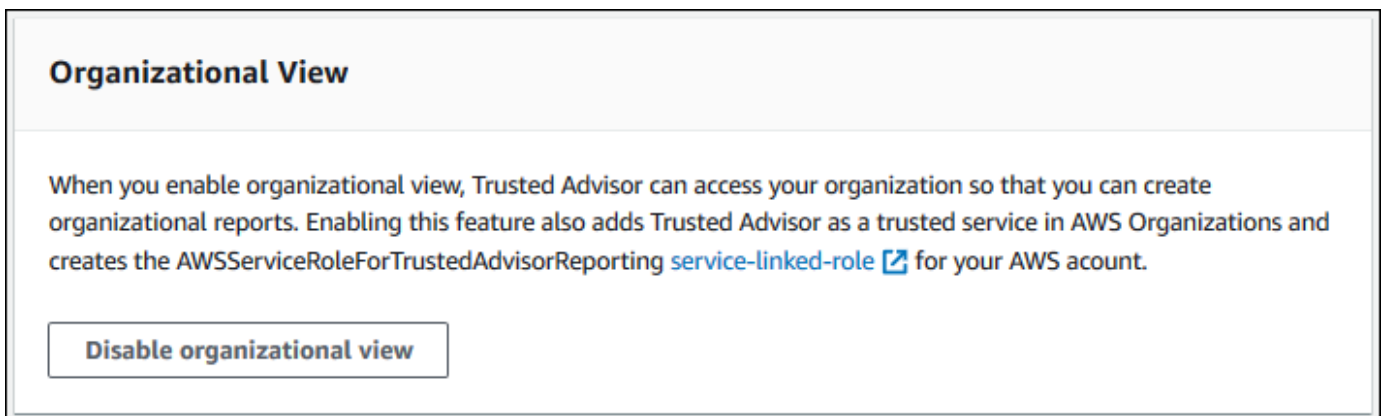 Organizational View
When you enable organizational view, Trusted Advisor can access your organization so that you can create
organizational reports. Enabling this feature also adds Trusted Advisor as a trusted service in AWS Organizations and
creates the AWSServiceRoleForTrustedAdvisorReporting service-linked-role for your AWS acount.
Disable organizational view